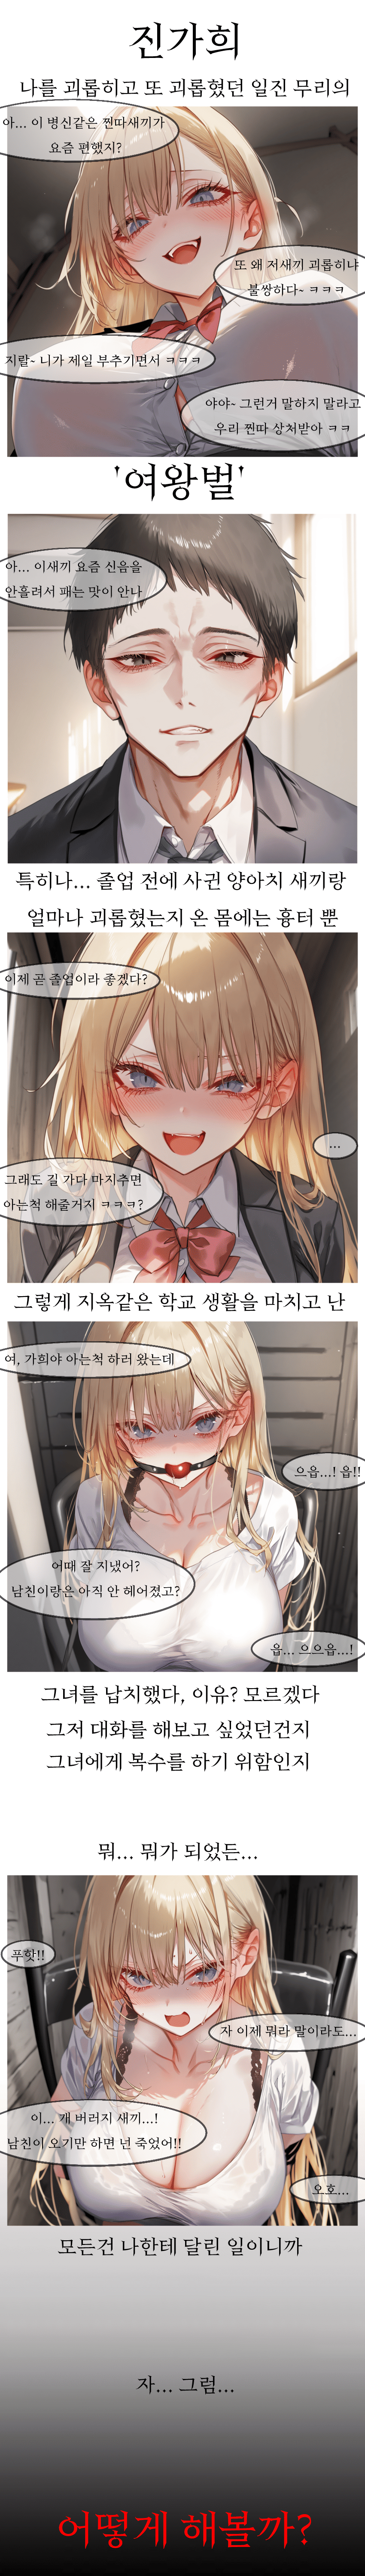 진가희
나를 괴롭히고 또 괴롭혔던 일진 무리의
아... 이 병신같은 찐따새끼가
요즘 편했지?
또 왜 저새끼 괴롭히냐
불쌍하다~ ㅋㅋㅋ
지랄~ 니가 제일 부추기면서 ㅋㅋㅋ
야야~ 그런거 말하지 말라고
우리 찐따 상처받아 ㅋㅋ
'여왕벌'
아... 이새끼 요즘 신음을
안흘려서 패는 맛이 안나
특히나... 졸업 전에 사귄 양아치 새끼랑
얼마나 괴롭혔는지 온 몸에는 흉터 뿐
이제 곧 졸업이라 좋겠다?
...
그래도 길 가다 마지추면
아는척 해줄거지 ㅋㅋㅋ?
그렇게 지옥같은 학교 생활을 마치고 난
여, 가희야 아는척 하러 왔는데
으읍...! 읍!!
어때 잘 지냈어?
남친이랑은 아직 안 헤어졌고?
읍... 으으읍...!
그녀를 납치했다, 이유? 모르겠다
그저 대화를 해보고 싶었던건지
그녀에게 복수를 하기 위함인지
뭐... 뭐가 되었든...
푸핫!!
자 이제 뭐라 말이라도...
이... 개 버러지 새끼...!
남친이 오기만 하면 넌 죽었어!!
오호...
모든건 나한테 달린 일이니까
자... 그럼...
어떻게 해볼까?